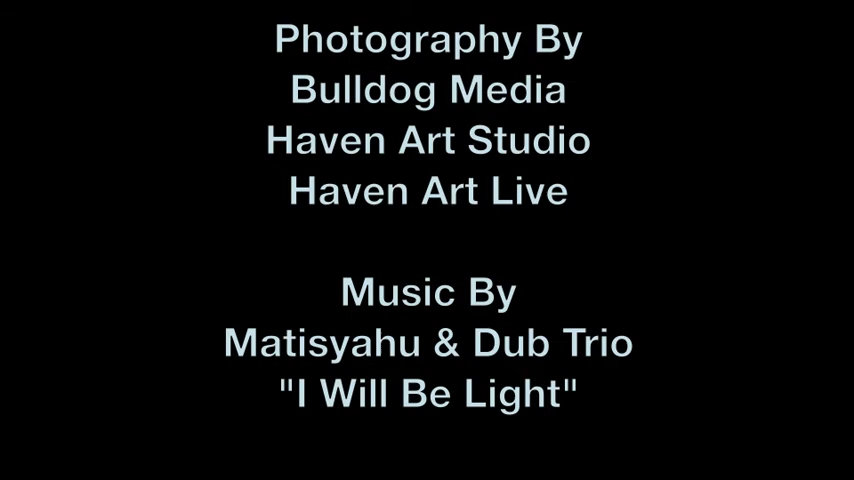 Photography By
Bulldog Media
Haven Art Studio
Haven Art Live
Music By
Matisyahu & Dub Trio
"I Will Be Light"